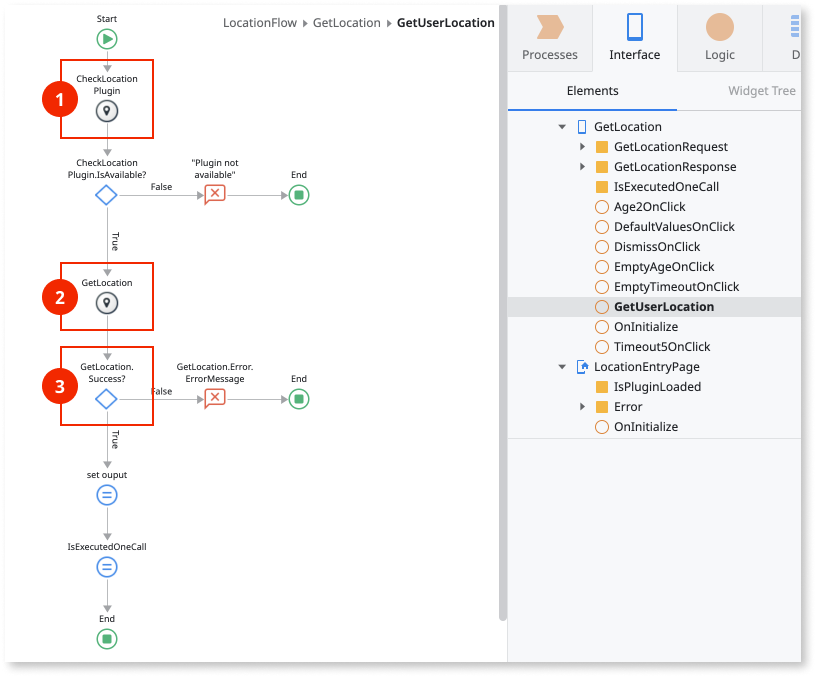 Start
LocationFlow GetLocation GetUserLocation
1
CheckLocation
Plugin
CheckLocation
Plugin.IsAvailable?
False
"Plugin not
available"
End
True
2
GetLocation
3
GetLocation.
Success?
False
GetLocation.Error.
ErrorMessage
End
True
set ouput
IsExecutedOneCall
End
Processes
Interface
Logic
D
Elements
Widget Tree
GetLocation
GetLocationRequest
GetLocationResponse
IsExecutedOneCall
Age2OnClick
DefaultValuesOnClick
DismissOnClick
EmptyAgeOnClick
EmptyTimeoutOnClick
GetUserLocation
OnInitialize
Timeout5OnClick
LocationEntryPage
IsPluginLoaded
Error
OnInitialize